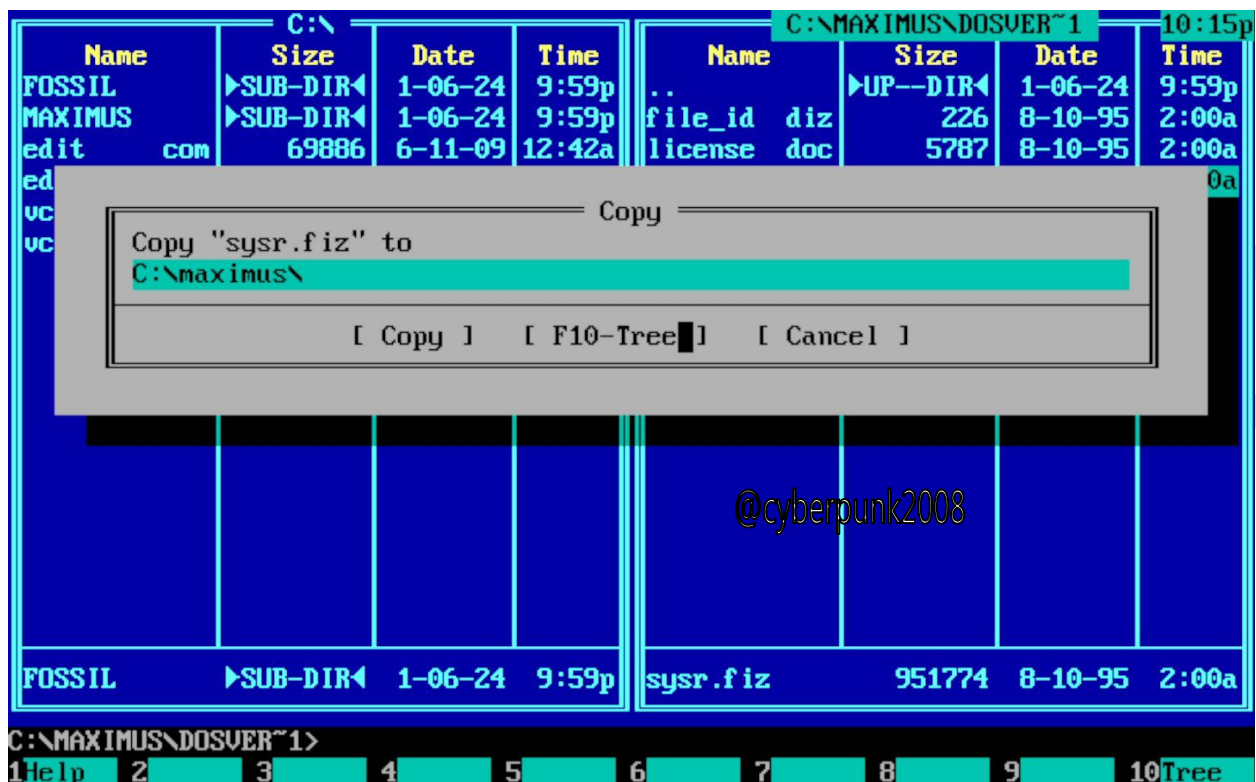 C:\ C:\MAXIMUS\DOSVER~1 10:15p
Name Size Date Time Name Size Date Time
FOSSIL ►SUB-DIR◄ 1-06-24 9:59p .. ►UP--DIR◄ 1-06-24 9:59p
MAXIMUS ►SUB-DIR◄ 1-06-24 9:59p file_id diz 226 8-10-95 2:00a
edit com 69886 6-11-09 12:42a license doc 5787 8-10-95 2:00a
ed 0a
vc Copy
vc Copy "sysr.fiz" to
C:\maximus\
[ Copy ] [ F10-Tree ] [ Cancel ]
@cyberpunk2008
FOSSIL ►SUB-DIR◄ 1-06-24 9:59p sysr.fiz 951774 8-10-95 2:00a
C:\MAXIMUS\DOSVER~1>
1Help 2 3 4 5 6 7 8 9 10Tree